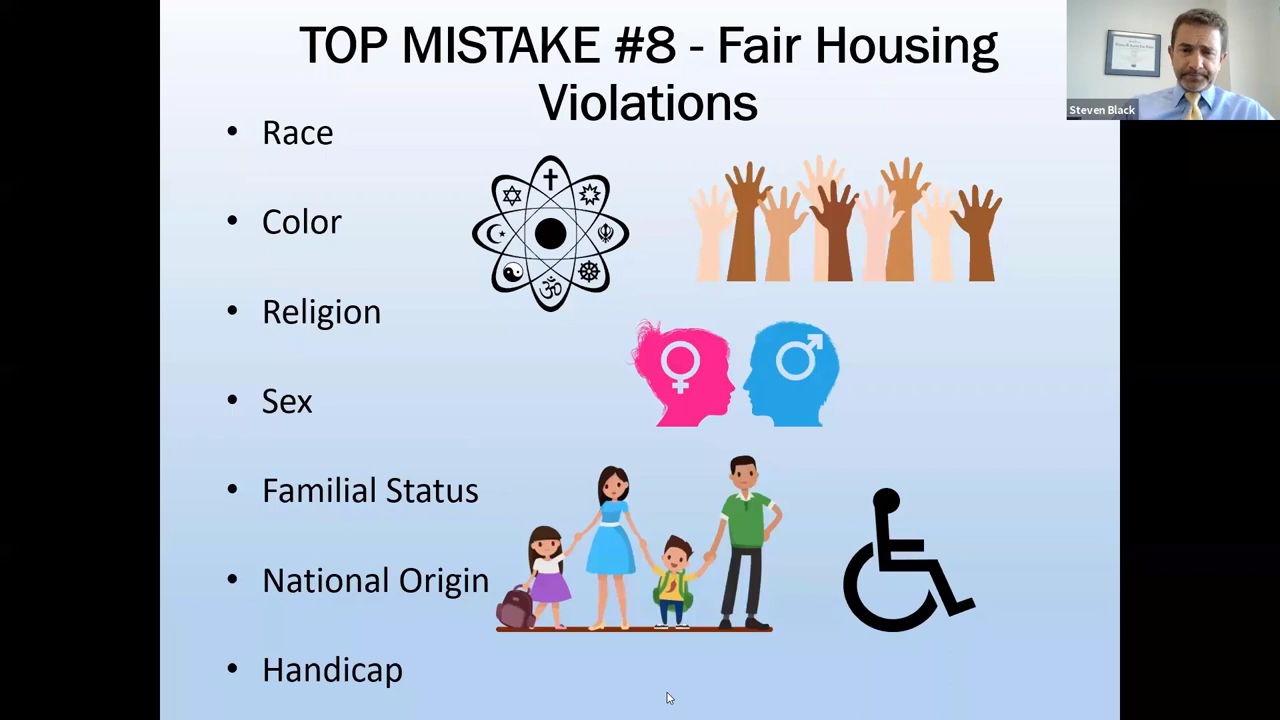 TOP MISTAKE #8 - Fair Housing
Violations
• Race
• Color
• Religion
• Sex
• Familial Status
• National Origin
• Handicap
Steven Black